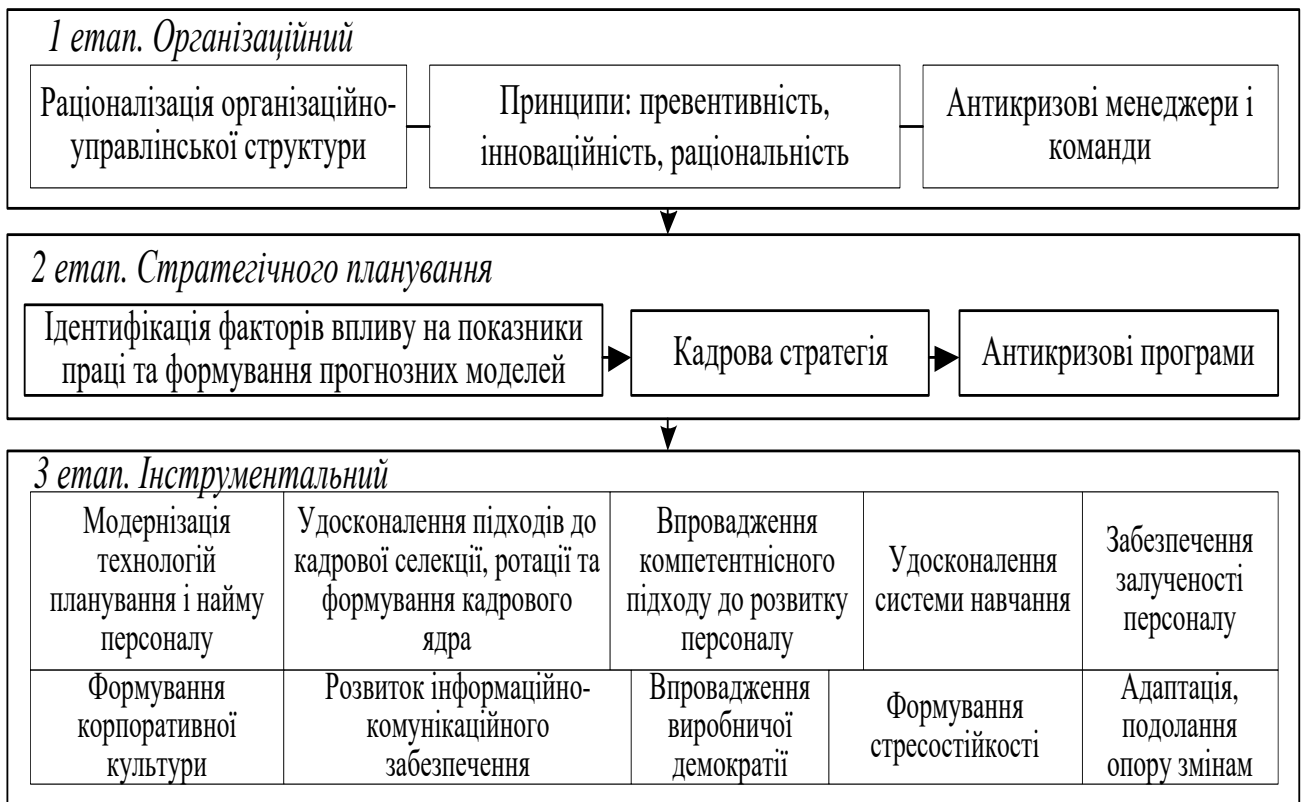 1 етап. Організаційний
Раціоналізація організаційно-
управлінської структури
Принципи: превентивність,
інноваційність, раціональність
Антикризові менеджери і
команди
2 етап. Стратегічного планування
Ідентифікація факторів впливу на показники
праці та формування прогнозних моделей
Кадрова стратегія
Антикризові програми
3 етап. Інструментальний
Модернізація
технологій
планування і найму
персоналу
Удосконалення підходів до
кадрової селекції, ротації та
формування кадрового
ядра
Впровадження
компетентнісного
підходу до розвитку
персоналу
Удосконалення
системи навчання
Забезпечення
залученості
персоналу
Формування
корпоративної
культури
Розвиток інформаційно-
комунікаційного
забезпечення
Впровадження
виробничої
демократії
Формування
стресостійкості
Адаптація,
подолання
опору змінам